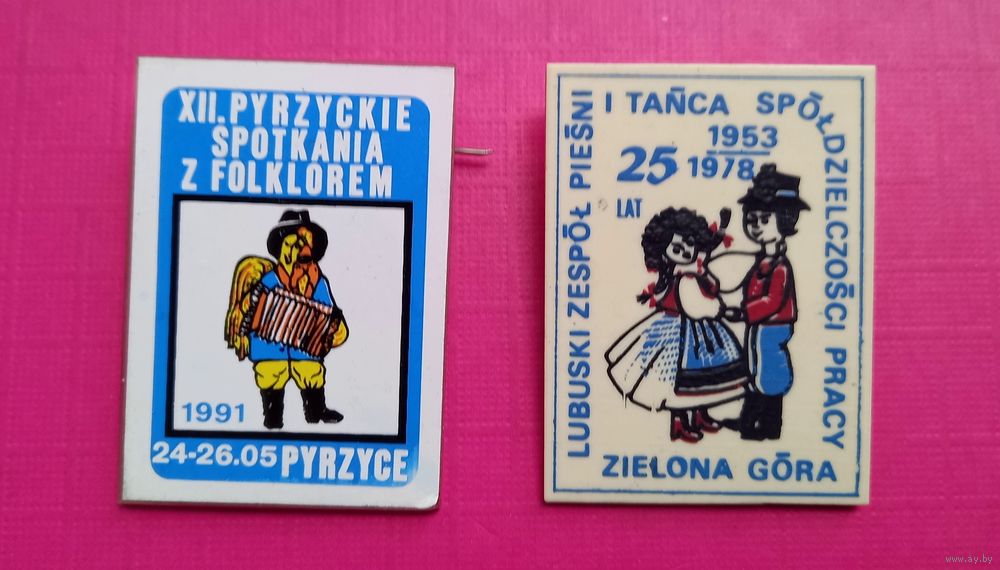 XII. PYRZYCKIE
SPOTKANIA
Z FOLKLOREM
1991
24-26.05 PYRZYCE
LUBUSKI ZESPÓŁ PIEŚNI
I TAŃCA SPÓŁDZIELCZOŚCI PRACY
25 1953
1978
LAT
ZIELONA GÓRA
www.ay.by